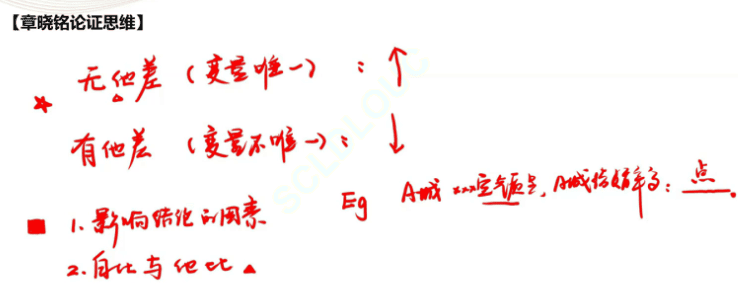 【章晓铭论证思维】
无他差（变量唯一）：↑
有他差（变量不唯一）：↓
Eg A城xxx空气质量，A城结婚率高：点。
1.影响结论的因素
2.自比与他比